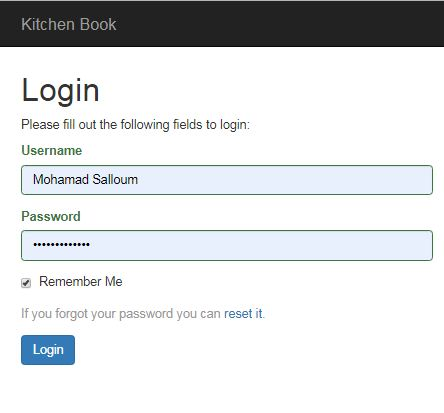 Kitchen Book
Login
Please fill out the following fields to login:
Username
Mohamad Salloum
Password
•••••••••••••
Remember Me
If you forgot your password you can reset it.
Login